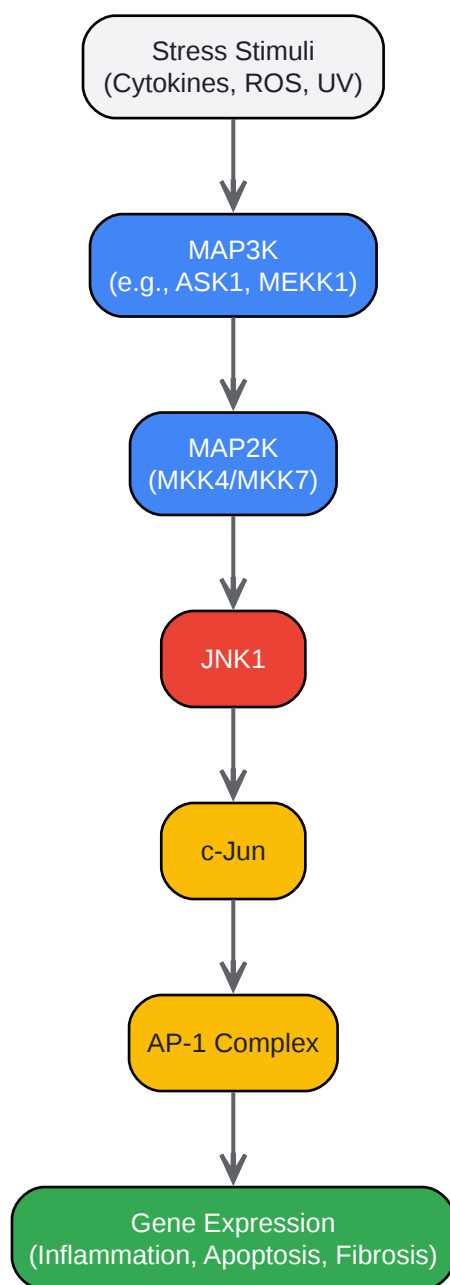 Stress Stimuli
(Cytokines, ROS, UV)
MAP3K
(e.g., ASK1, MEKK1)
MAP2K
(MKK4/MKK7)
JNK1
c-Jun
AP-1 Complex
Gene Expression
(Inflammation, Apoptosis, Fibrosis)